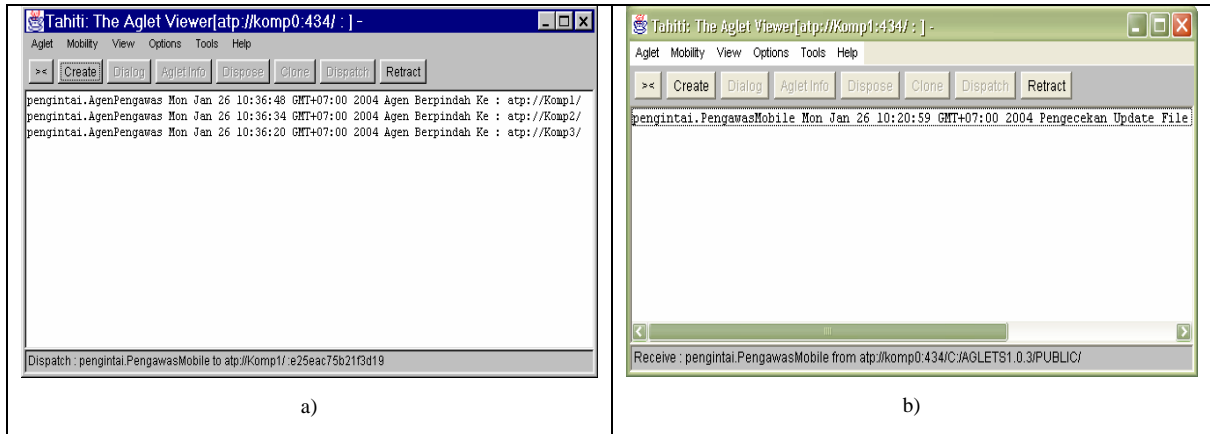 Tahiti: The Aglet Viewer[atp://komp0:434/ : ] -
Aglet Mobility View Options Tools Help
>< Create Dialog AgletInfo Dispose Clone Dispatch Retract
pengintai.AgenPengawas Mon Jan 26 10:36:48 GMT+07:00 2004 Agen Berpindah Ke : atp://Komp1/
pengintai.AgenPengawas Mon Jan 26 10:36:34 GMT+07:00 2004 Agen Berpindah Ke : atp://Komp2/
pengintai.AgenPengawas Mon Jan 26 10:36:20 GMT+07:00 2004 Agen Berpindah Ke : atp://Komp3/
Dispatch : pengintai.PengawasMobile to atp://Komp1/ :e25eac75b21f3d19
a)
Tahiti: The Aglet Viewer[atp://Komp1:434/ : ] -
Aglet Mobility View Options Tools Help
>< Create Dialog AgletInfo Dispose Clone Dispatch Retract
pengintai.PengawasMobile Mon Jan 26 10:20:59 GMT+07:00 2004 Pengecekan Update File
Receive : pengintai.PengawasMobile from atp://komp0:434/C:/AGLETS1.0.3/PUBLIC/
b)